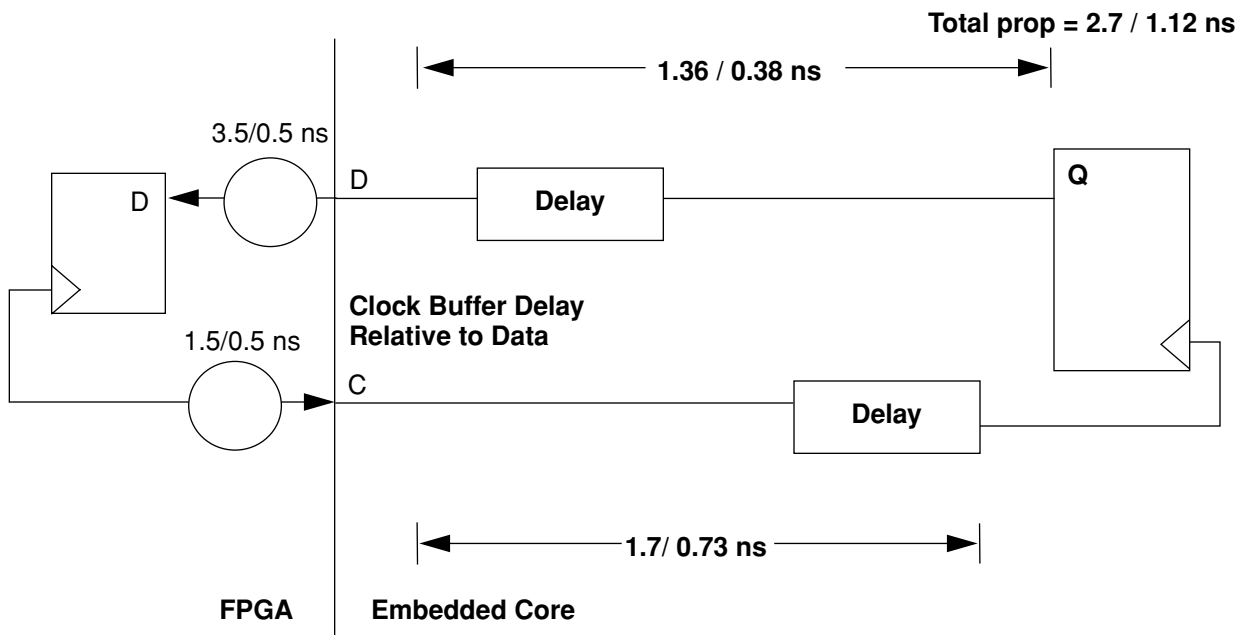 Total prop = 2.7 / 1.12 ns
1.36 / 0.38 ns
3.5/0.5 ns
D
D
Delay
Q
Clock Buffer Delay
Relative to Data
1.5/0.5 ns
C
Delay
1.7/ 0.73 ns
FPGA
Embedded Core